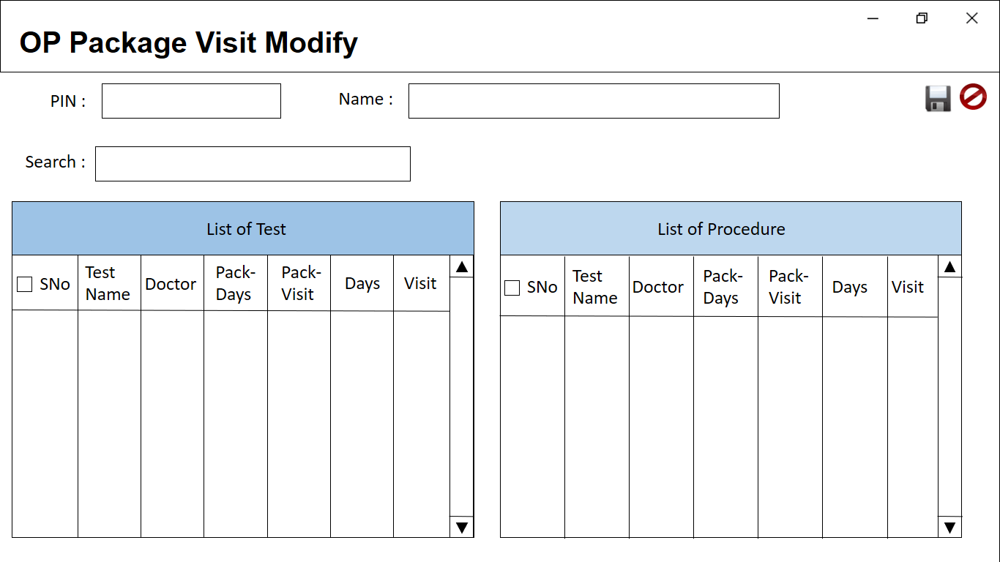 OP Package Visit Modify
PIN :
Name :
Search :
List of Test
SNo
Test
Name
Doctor
Pack-
Days
Pack-
Visit
Days
Visit
List of Procedure
SNo
Test
Name
Doctor
Pack-
Days
Pack-
Visit
Days
Visit